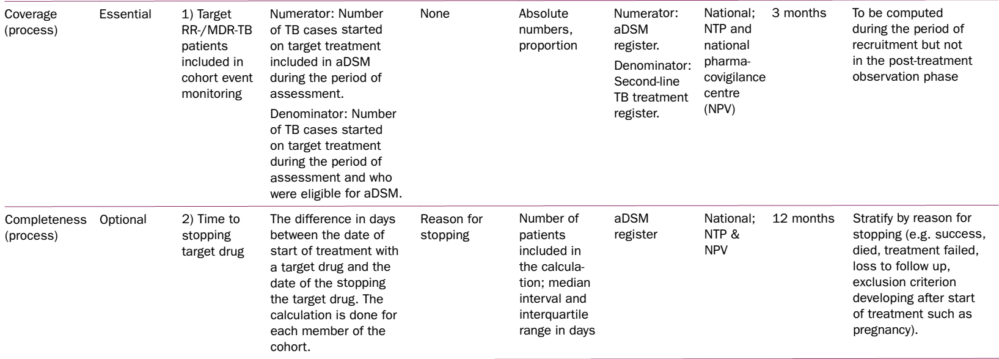 Coverage
(process)
Essential
1) Target
RR-/MDR-TB
patients
included in
cohort event
monitoring
Numerator: Number
of TB cases started
on target treatment
included in aDSM
during the period of
assessment.
Denominator: Number
of TB cases started
on target treatment
during the period of
assessment and who
were eligible for aDSM.
None
Absolute
numbers,
proportion
Numerator:
aDSM
register.
Denominator:
Second-line
TB treatment
register.
National;
NTP and
national
pharma-
covigilance
centre
(NPV)
3 months
To be computed
during the period of
recruitment but not
in the post-treatment
observation phase
Completeness
(process)
Optional
2) Time to
stopping
target drug
The difference in days
between the date of
start of treatment with
a target drug and the
date of the stopping
the target drug. The
calculation is done for
each member of the
cohort.
Reason for
stopping
Number of
patients
included in
the calcula-
tion; median
interval and
interquartile
range in days
aDSM
register
National;
NTP &
NPV
12 months
Stratify by reason for
stopping (e.g. success,
died, treatment failed,
loss to follow up,
exclusion criterion
developing after start
of treatment such as
pregnancy).